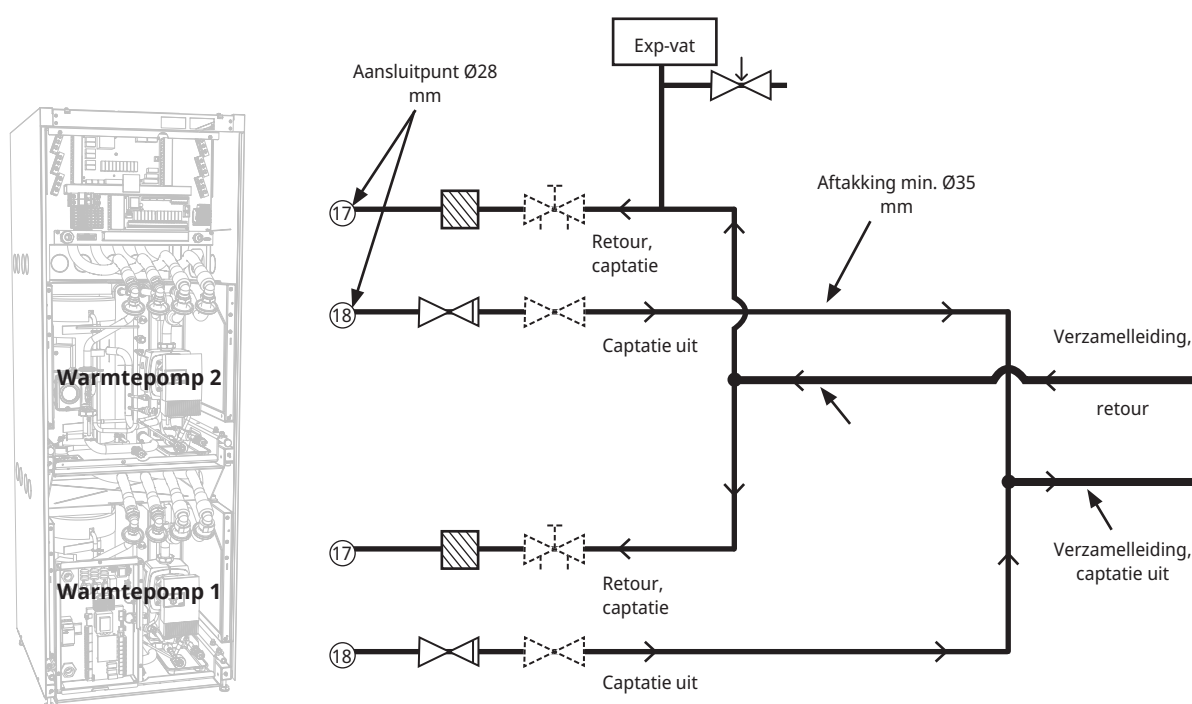 Exp-vat
Aansluitpunt Ø28
mm
Aftakking min. Ø35
mm
17
Retour,
captatie
18
Captatie uit
Verzamelleiding,
retour
Warmtepomp 2
17
Retour,
captatie
Verzamelleiding,
captatie uit
Warmtepomp 1
18
Captatie uit